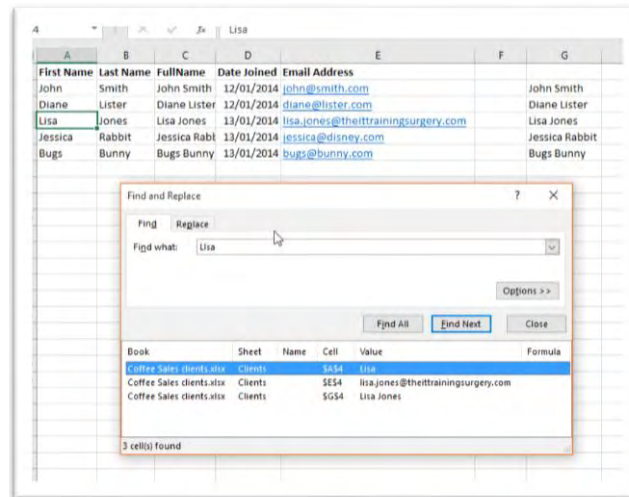 4 fx Lisa
A B C D E F G
First Name Last Name FullName Date Joined Email Address
John Smith John Smith 12/01/2014 john@smith.com John Smith
Diane Lister Diane Lister 12/01/2014 diane@lister.com Diane Lister
Lisa Jones Lisa Jones 13/01/2014 lisa.jones@theittrainingsurgery.com Lisa Jones
Jessica Rabbit Jessica Rabb 13/01/2014 jessica@disney.com Jessica Rabbit
Bugs Bunny Bugs Bunny 13/01/2014 bugs@bunny.com Bugs Bunny
Find and Replace ? X
Find Replace
Find what: Lisa
Options >>
Find All Find Next Close
Book Sheet Name Cell Value Formula
Coffee Sales clients.xlsx Clients $A$4 Lisa
Coffee Sales clients.xlsx Clients $E$4 lisa.jones@theittrainingsurgery.com
Coffee Sales clients.xlsx Clients $G$4 Lisa Jones
3 cell(s) found